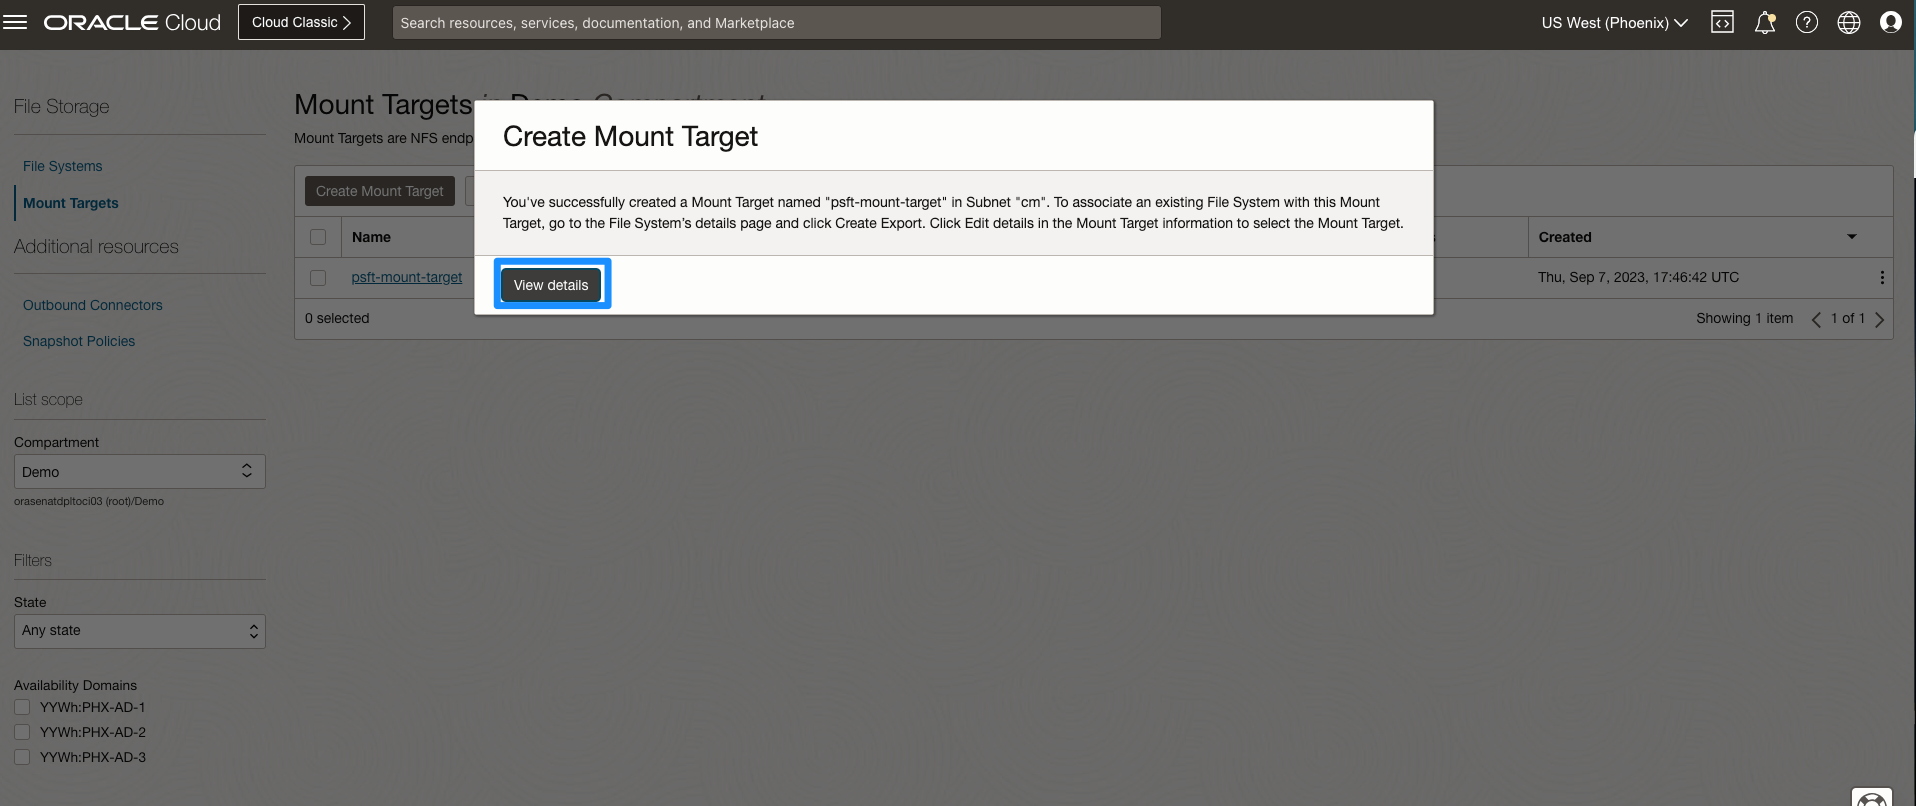 ORACLE Cloud
Cloud Classic
Search resources, services, documentation, and Marketplace
US West (Phoenix)
File Storage
File Systems
Mount Targets
Additional resources
Outbound Connectors
Snapshot Policies
List scope
Compartment
Demo
orasenatdpltoci03 (root)/Demo
Filters
State
Any state
Availability Domains
YYWh:PHX-AD-1
YYWh:PHX-AD-2
YYWh:PHX-AD-3
Mount Targets in Demo Compartment
Mount Targets are NFS endp
Create Mount Target
Name
Created
psft-mount-target
Thu, Sep 7, 2023, 17:46:42 UTC
0 selected
Showing 1 item
1 of 1
Create Mount Target
You've successfully created a Mount Target named "psft-mount-target" in Subnet "cm". To associate an existing File System with this Mount
Target, go to the File System’s details page and click Create Export. Click Edit details in the Mount Target information to select the Mount Target.
View details